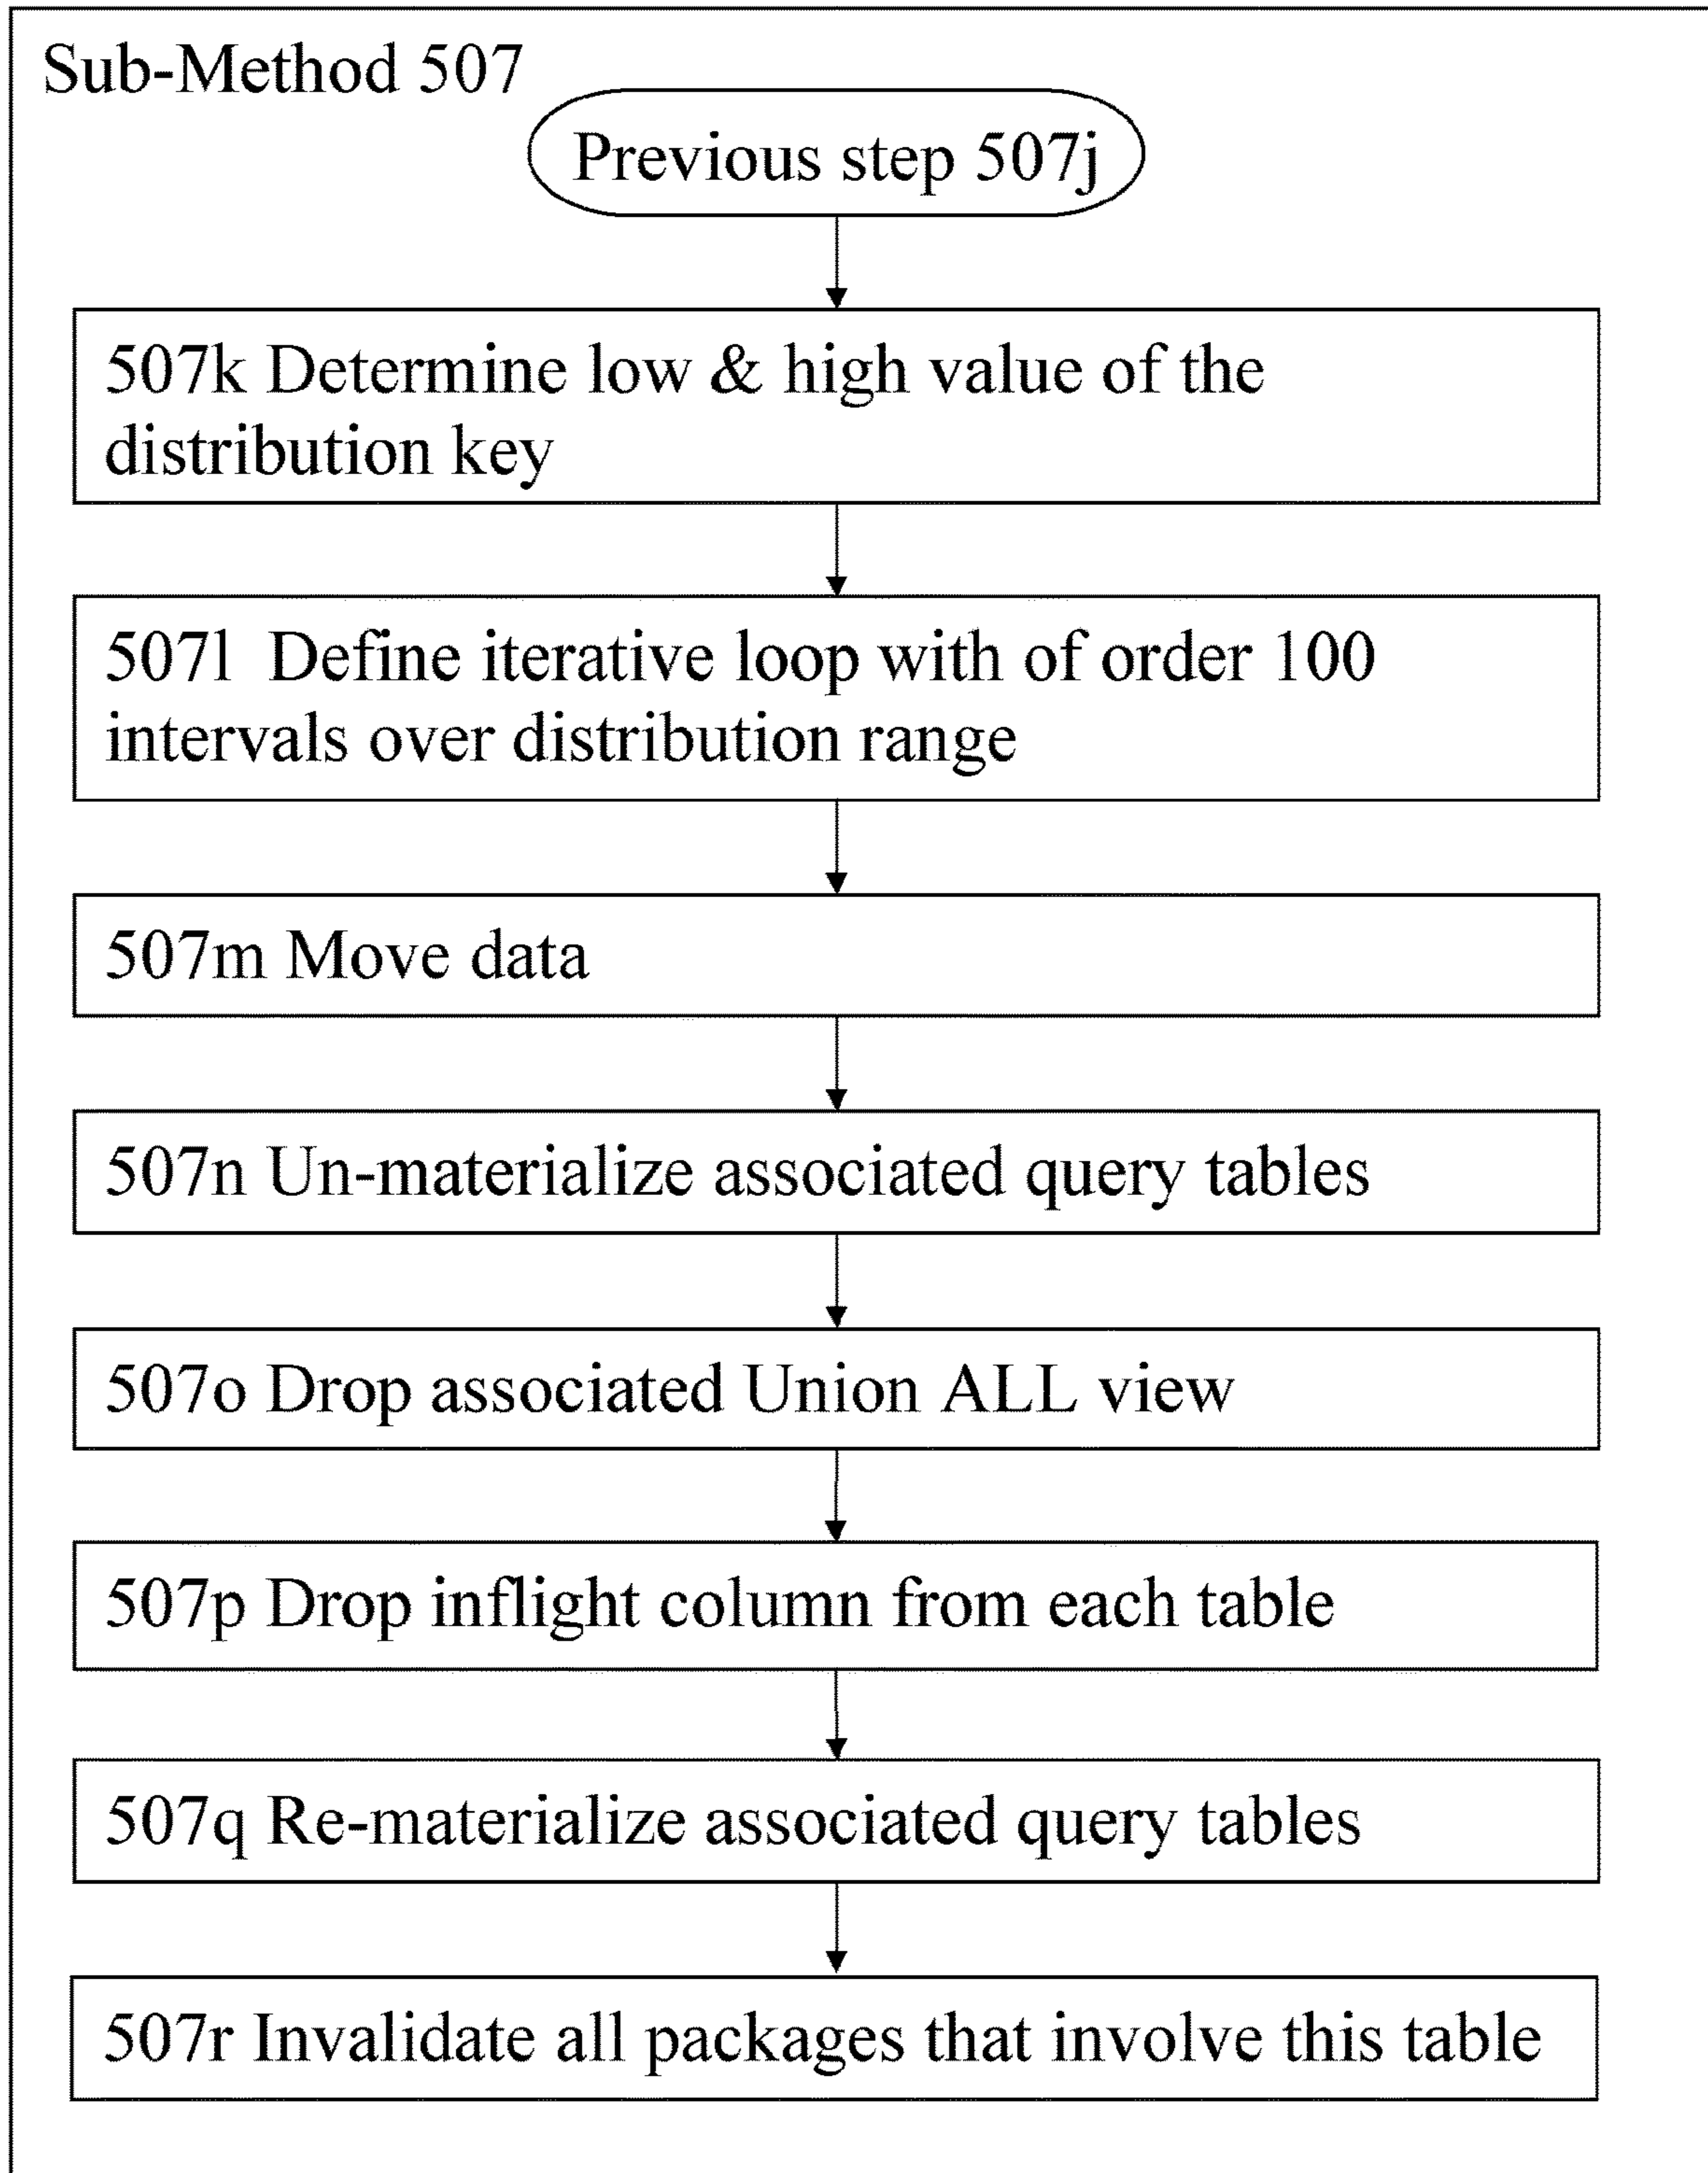 Sub-Method 507
Previous step 507j
507k Determine low & high value of the
distribution key
507l Define iterative loop with of order 100
intervals over distribution range
507m Move data
507n Un-materialize associated query tables
507o Drop associated Union ALL view
507p Drop inflight column from each table
507q Re-materialize associated query tables
507r Invalidate all packages that involve this table